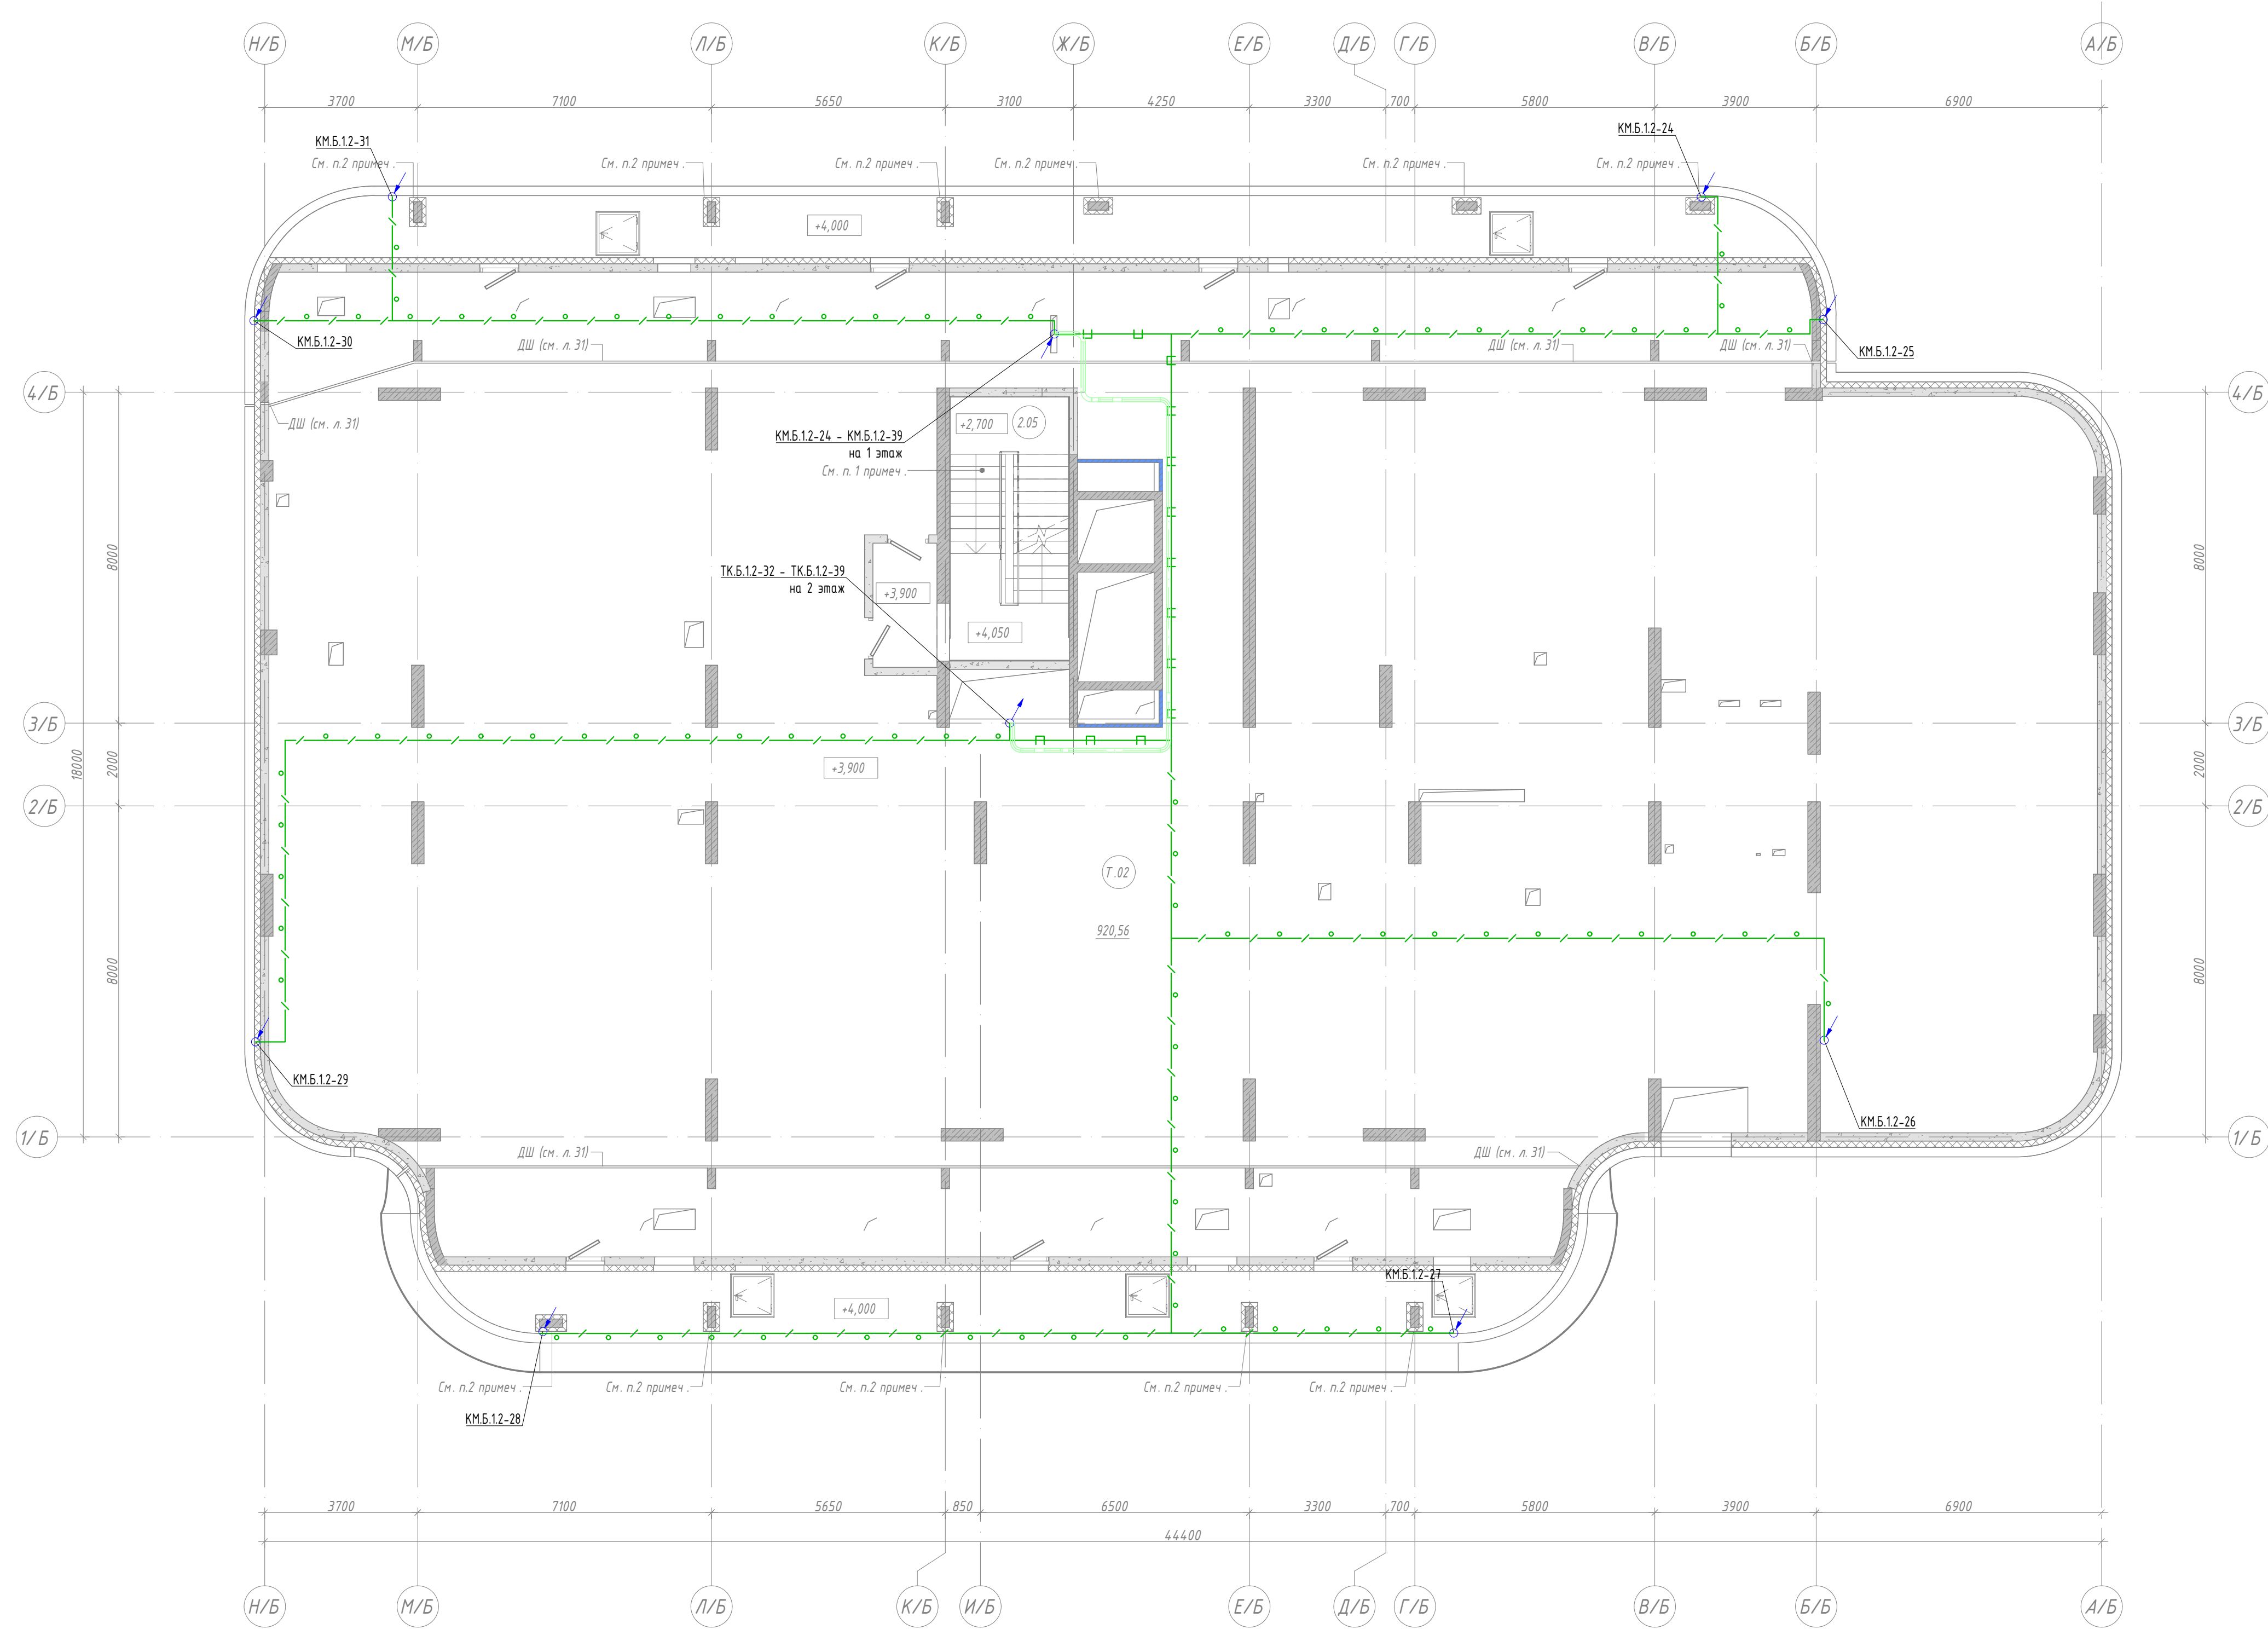 Н/Б М/Б Л/Б К/Б Ж/Б Е/Б Д/Б Г/Б В/Б Б/Б А/Б
3700 7100 5650 3100 4250 3300 700 5800 3900 6900
КМ.Б.1.2-31 КМ.Б.1.2-24
См. п.2 примеч. См. п.2 примеч. См. п.2 примеч. См. п.2 примеч. См. п.2 примеч. См. п.2 примеч.
+4,000
КМ.Б.1.2-30 ДШ (см. л. 31) ДШ (см. л. 31) ДШ (см. л. 31) КМ.Б.1.2-25
4/Б 4/Б
ДШ (см. л. 31)
+2,700 2.05
КМ.Б.1.2-24 - КМ.Б.1.2-39
на 1 этаж
См. п. 1 примеч.
8000 8000
ТК.Б.1.2-32 - ТК.Б.1.2-39
на 2 этаж
+3,900
+4,050
3/Б 3/Б
18000 2000 2000
+3,900
2/Б 2/Б
Т.02
920,56
8000 8000
КМ.Б.1.2-29
КМ.Б.1.2-26
1/Б 1/Б
ДШ (см. л. 31) ДШ (см. л. 31)
КМ.Б.1.2-27
+4,000
См. п.2 примеч. См. п.2 примеч. См. п.2 примеч. См. п.2 примеч. См. п.2 примеч.
КМ.Б.1.2-28
3700 7100 5650 850 6500 3300 700 5800 3900 6900
44400
Н/Б М/Б Л/Б К/Б И/Б Е/Б Д/Б Г/Б В/Б Б/Б А/Б